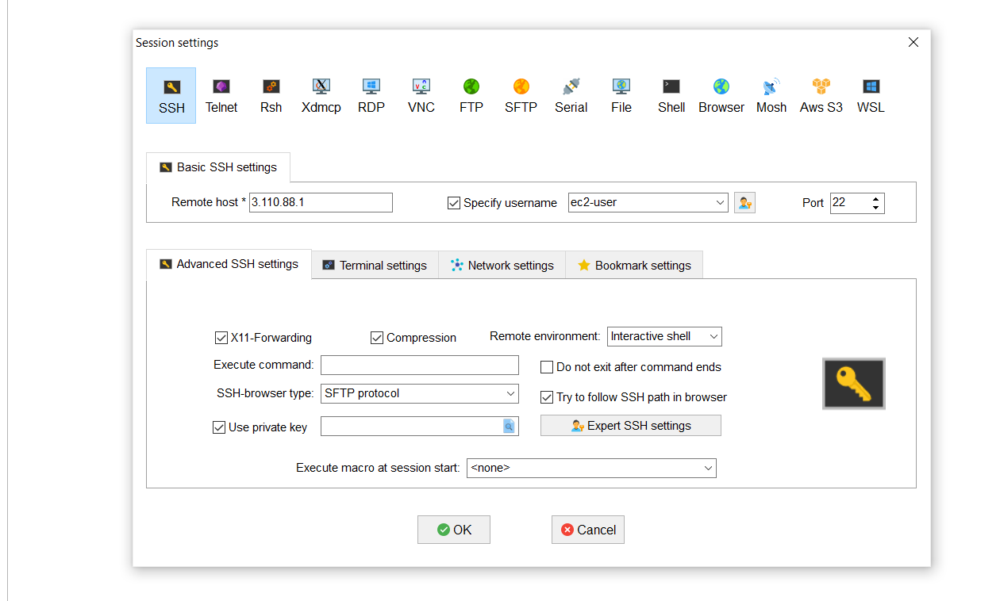 Session settings
SSH Telnet Rsh Xdmcp RDP VNC FTP SFTP Serial File Shell Browser Mosh Aws S3 WSL
Basic SSH settings
Remote host * 3.110.88.1 Specify username ec2-user Port 22
Advanced SSH settings Terminal settings Network settings Bookmark settings
X11-Forwarding Compression Remote environment: Interactive shell
Execute command: Do not exit after command ends
SSH-browser type: SFTP protocol Try to follow SSH path in browser
Use private key Expert SSH settings
Execute macro at session start: <none>
OK Cancel